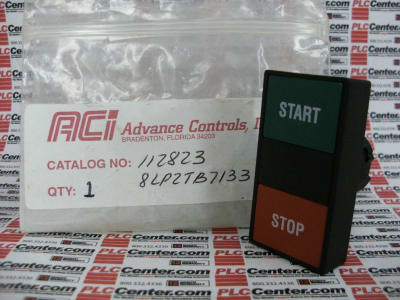 ACi Advance Controls, I
BRADENTON, FLORIDA 34203
CATALOG NO: 112823
8LP2TB7133
QTY: 1
START
STOP
PLCCenter.com